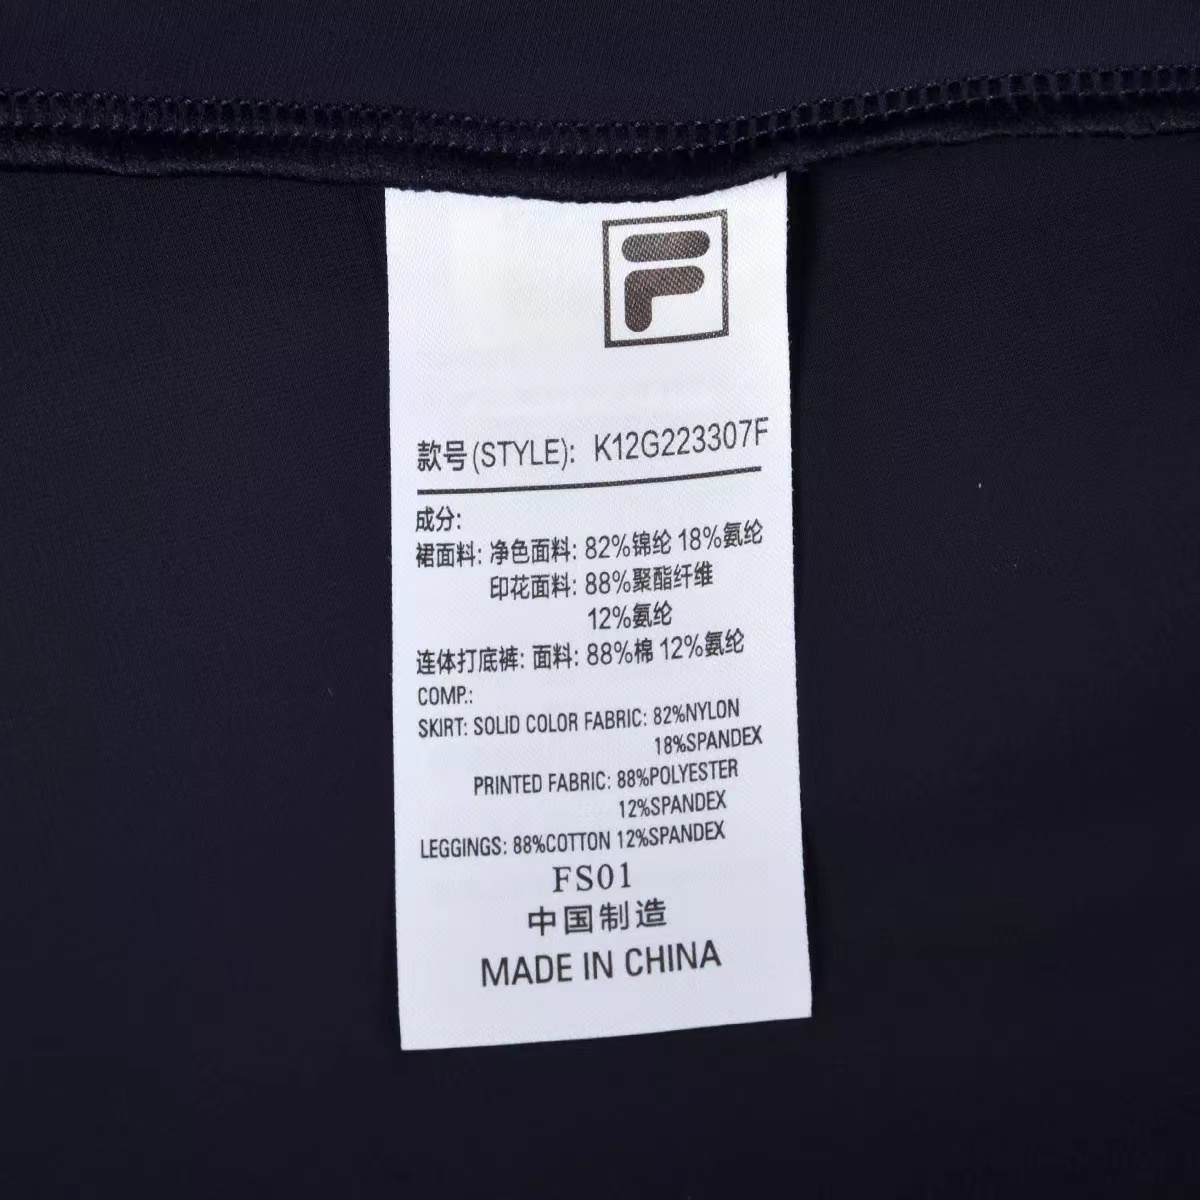 F
款号(STYLE): K12G223307F
成分:
裙面料: 净色面料: 82%锦纶 18%氨纶
印花面料: 88%聚酯纤维
12%氨纶
连体打底裤: 面料: 88%棉 12%氨纶
COMP.:
SKIRT: SOLID COLOR FABRIC: 82%NYLON
18%SPANDEX
PRINTED FABRIC: 88%POLYESTER
12%SPANDEX
LEGGINGS: 88%COTTON 12%SPANDEX
FS01
中国制造
MADE IN CHINA